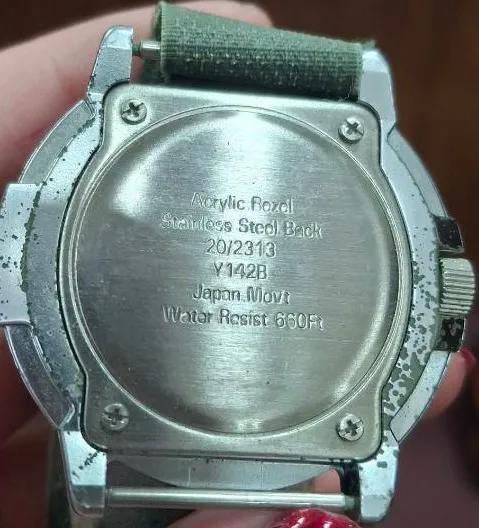 Acrylic Bezel
Stainless Steel Back
20/2313
Y142B
Japan Movt
Water Resist 660Ft